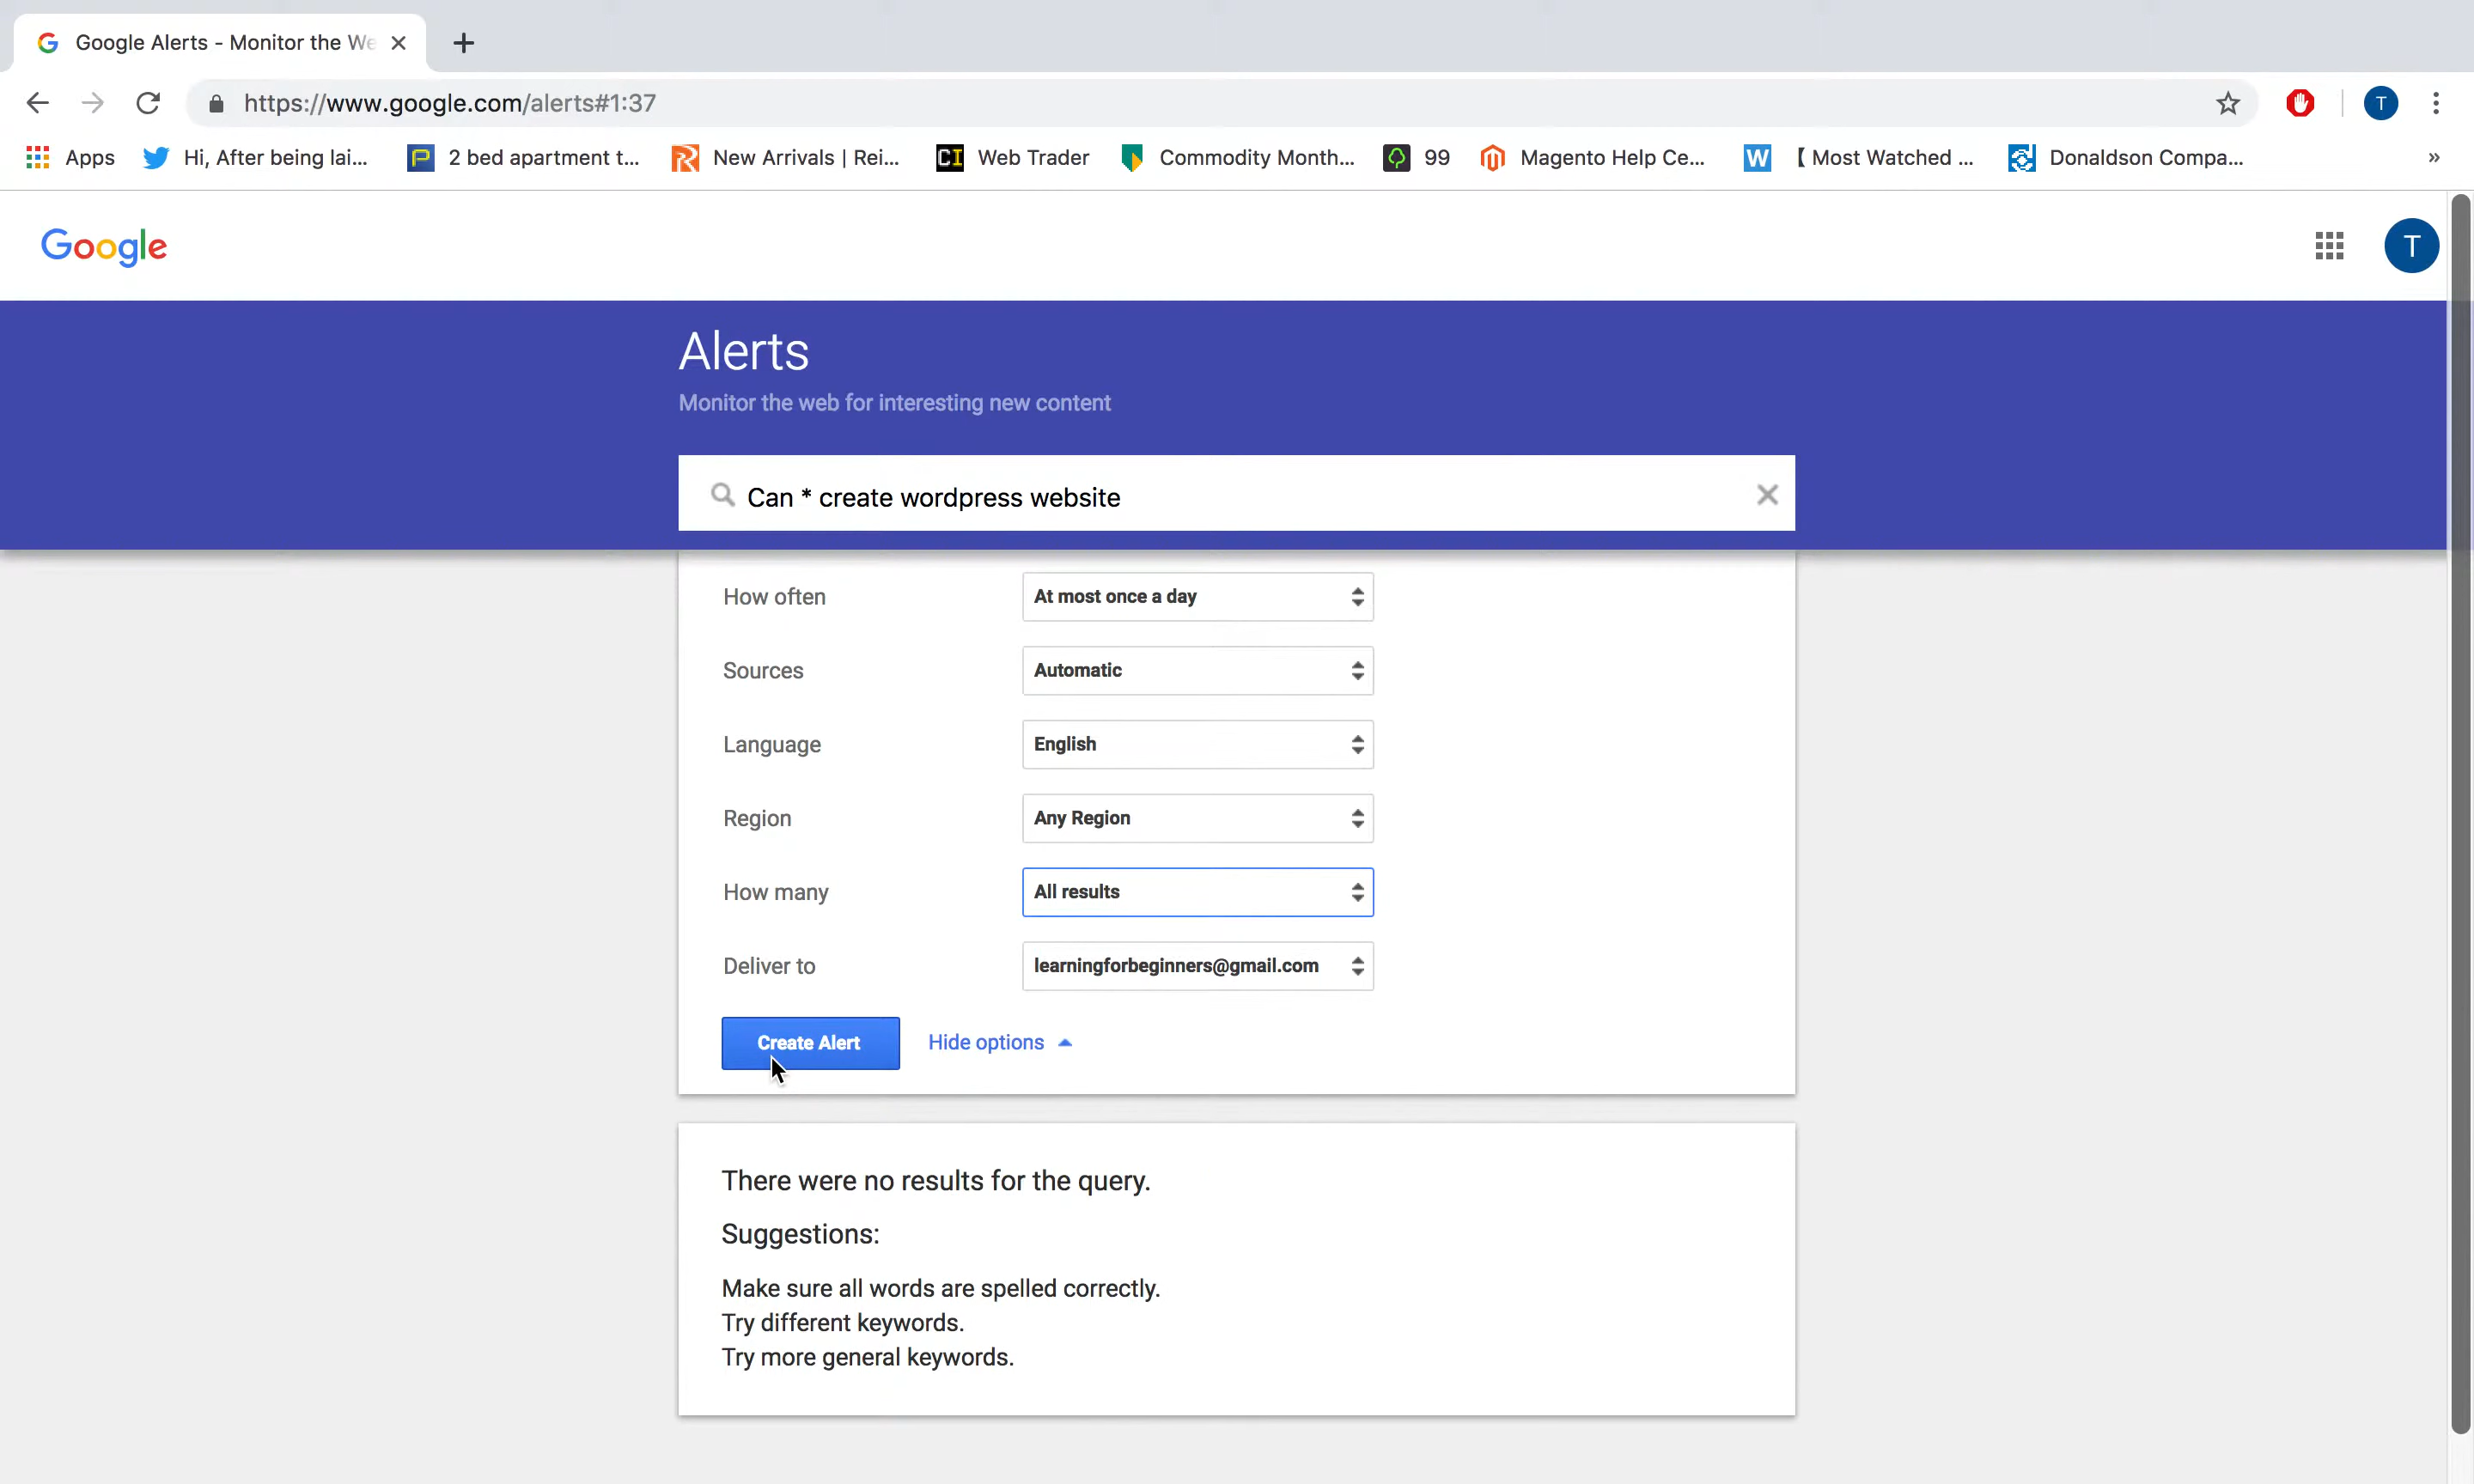 Google Alerts - Monitor the We
https://www.google.com/alerts#1:37
T
Apps
Hi, After being lai...
P
2 bed apartment t...
R
New Arrivals | Rei...
CI
Web Trader
Commodity Month...
99
Magento Help Ce...
W
【 Most Watched ...
Donaldson Compa...
»
Google
T
Alerts
Monitor the web for interesting new content
Can * create wordpress website
How often
At most once a day
Sources
Automatic
Language
English
Region
Any Region
How many
All results
Deliver to
learningforbeginners@gmail.com
Create Alert
Hide options
There were no results for the query.
Suggestions:
Make sure all words are spelled correctly.
Try different keywords.
Try more general keywords.